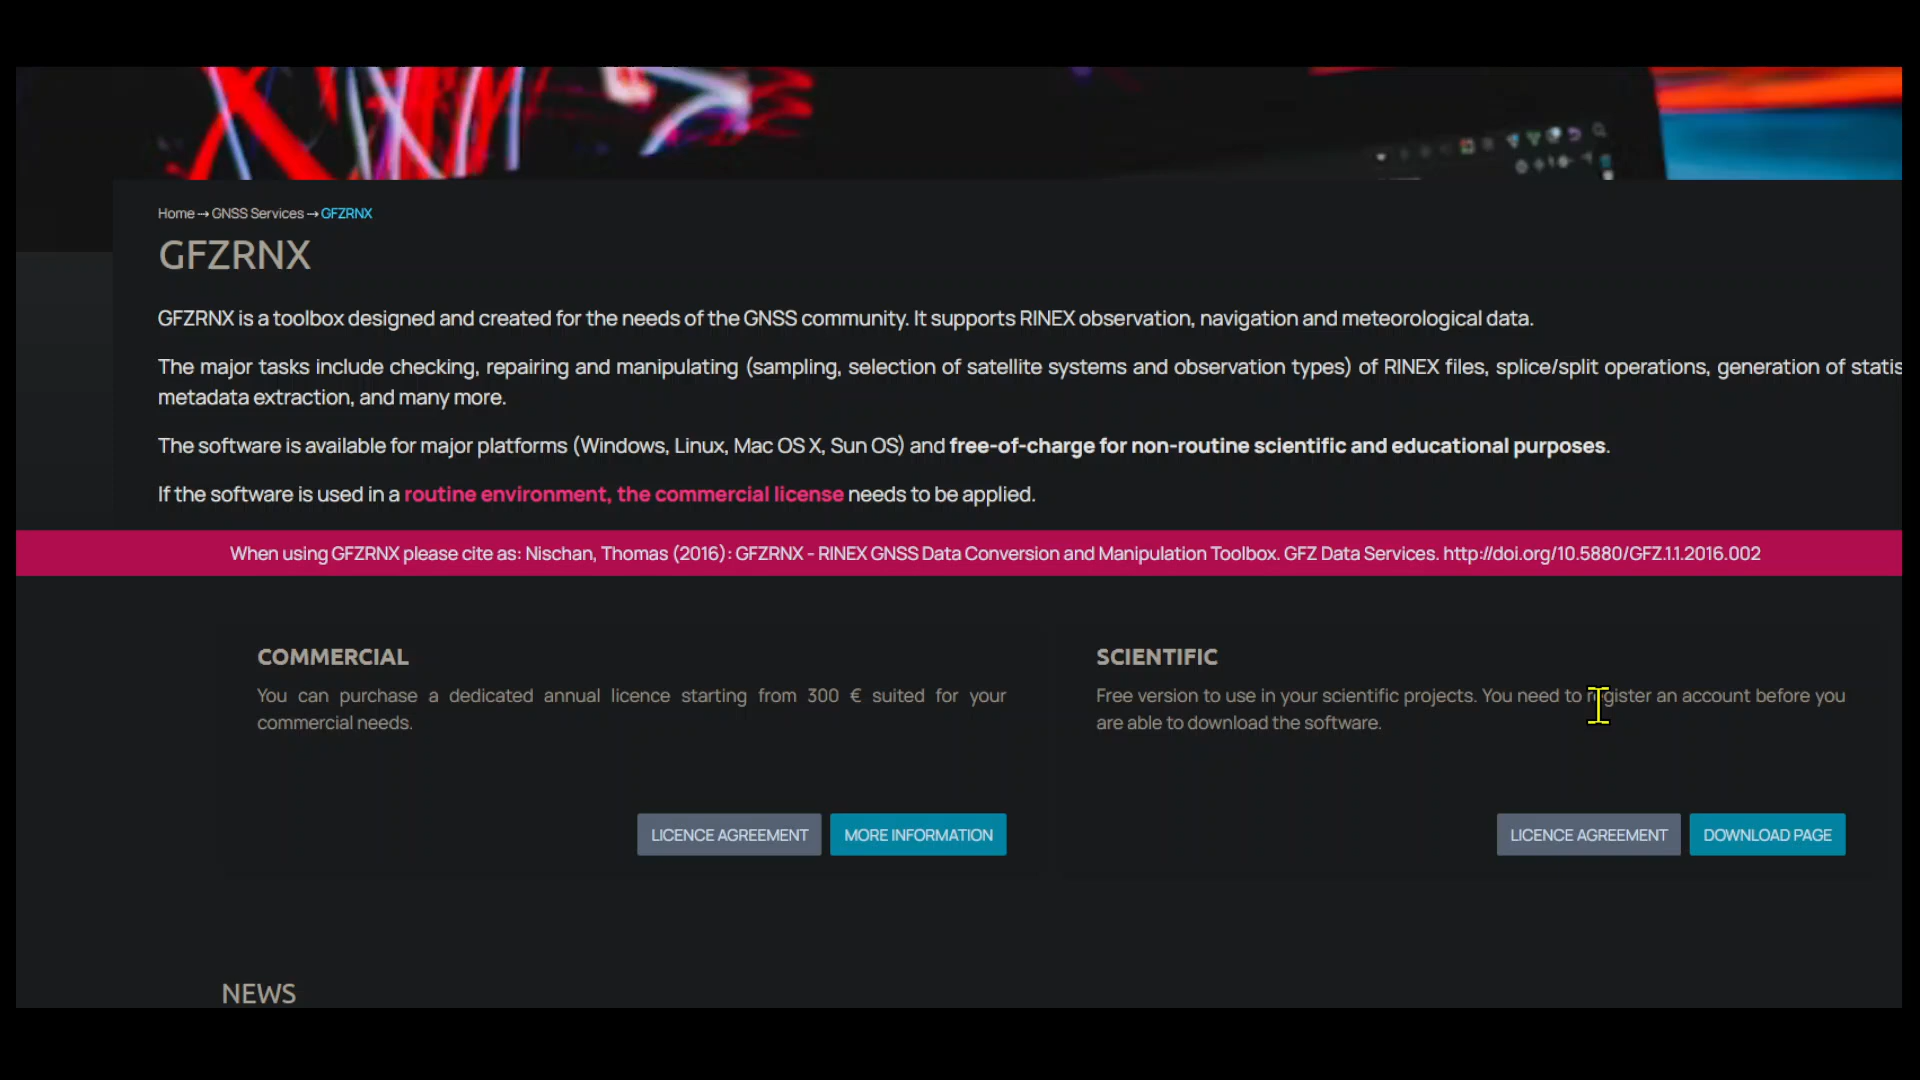 Home → GNSS Services → GFZRNX
GFZRNX
GFZRNX is a toolbox designed and created for the needs of the GNSS community. It supports RINEX observation, navigation and meteorological data.
The major tasks include checking, repairing and manipulating (sampling, selection of satellite systems and observation types) of RINEX files, splice/split operations, generation of statis
metadata extraction, and many more.
The software is available for major platforms (Windows, Linux, Mac OS X, Sun OS) and free-of-charge for non-routine scientific and educational purposes.
If the software is used in a routine environment, the commercial license needs to be applied.
When using GFZRNX please cite as: Nischan, Thomas (2016): GFZRNX - RINEX GNSS Data Conversion and Manipulation Toolbox. GFZ Data Services. http://doi.org/10.5880/GFZ.1.1.2016.002
COMMERCIAL
You can purchase a dedicated annual licence starting from 300 € suited for your
commercial needs.
LICENCE AGREEMENT
MORE INFORMATION
SCIENTIFIC
Free version to use in your scientific projects. You need to register an account before you
are able to download the software.
LICENCE AGREEMENT
DOWNLOAD PAGE
NEWS